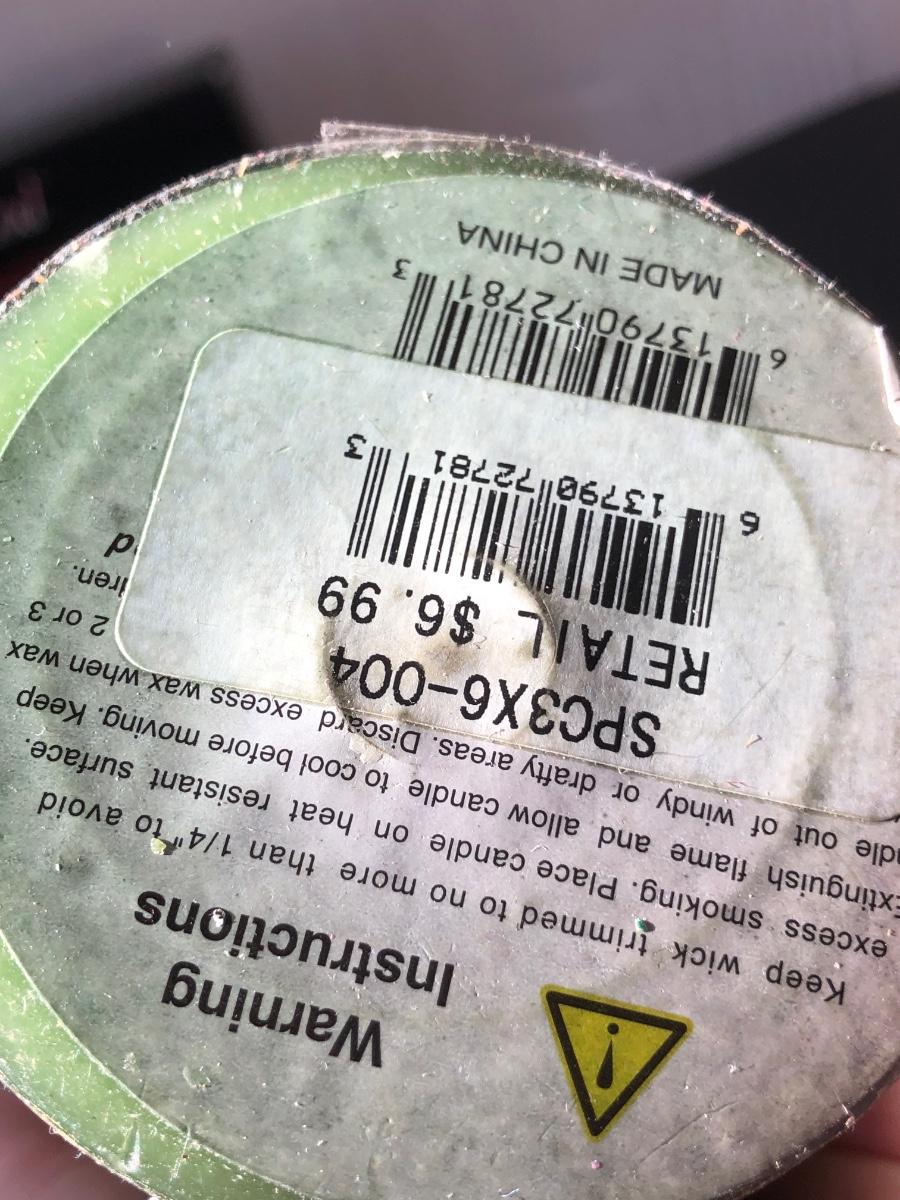 Warning
Instructions
Keep wick trimmed to no more than 1/4" to avoid
excess smoking. Place candle on heat resistant surface.
flame and allow candle to cool before moving. Keep
out of windy or drafty areas. Discard excess wax when wax
2 or 3
SPC3X6-004
RETAIL $6.99
6 13790 72781 3
6 13790 72781 3
MADE IN CHINA